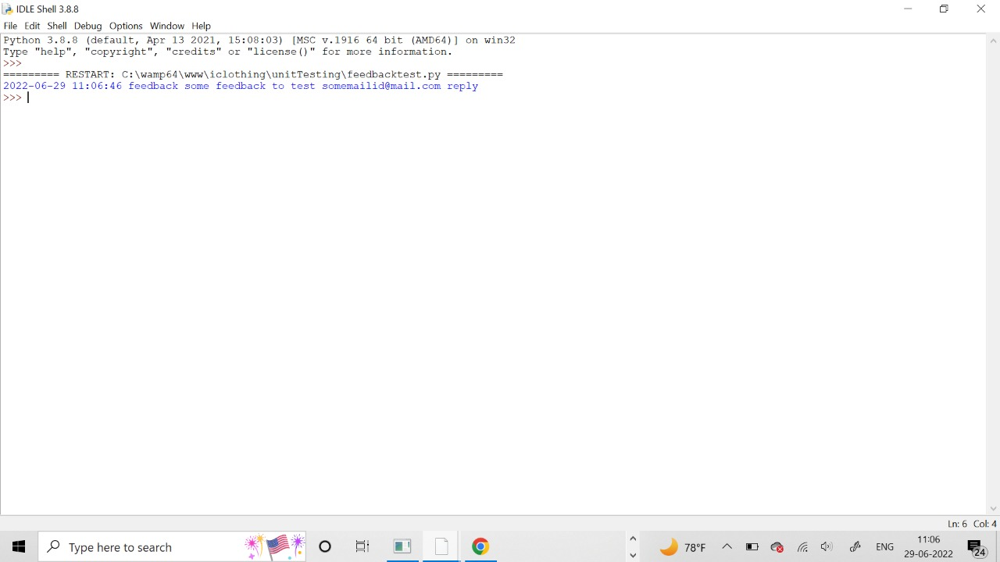 IDLE Shell 3.8.8
File Edit Shell Debug Options Window Help
Python 3.8.8 (default, Apr 13 2021, 15:08:03) [MSC v.1916 64 bit (AMD64)] on win32
Type "help", "copyright", "credits" or "license()" for more information.
>>>
========= RESTART: C:\wamp64\www\iclothing\unitTesting\feedbacktest.py =========
2022-06-29 11:06:46 feedback some feedback to test somemailid@mail.com reply
>>>
Ln: 6 Col: 4
Type here to search
78°F
ENG
11:06
29-06-2022
24